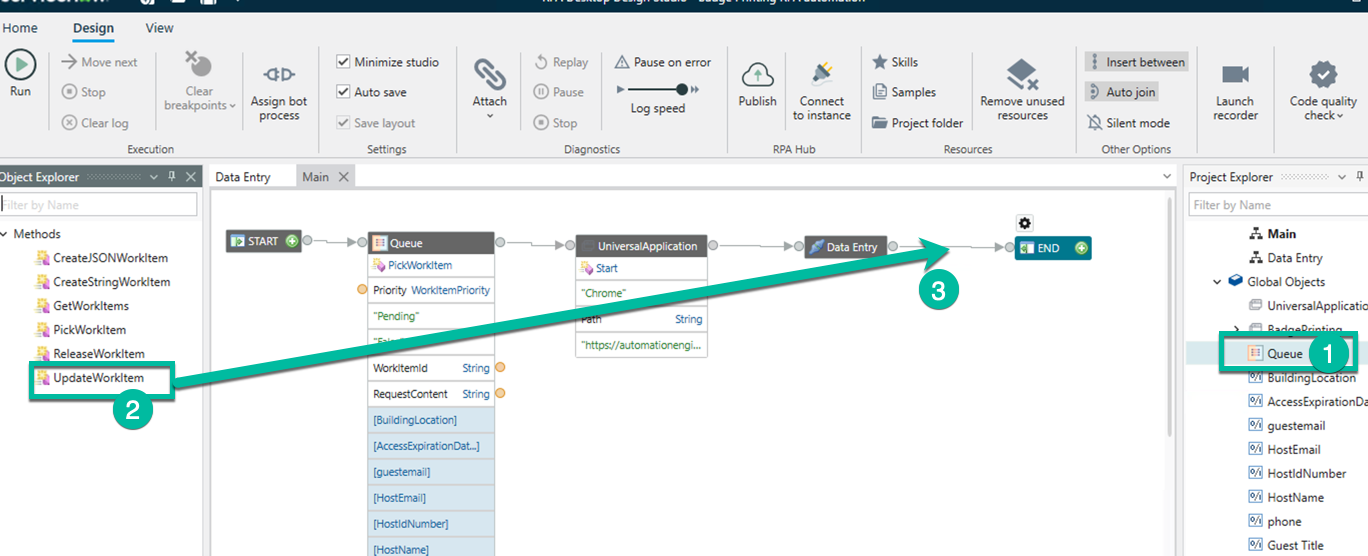 Home Design View
Run
Move next
Stop
Clear log
Clear
breakpoints
Assign bot
process
Execution
Minimize studio
Auto save
Save layout
Settings
Attach
Replay
Pause
Stop
Pause on error
Log speed
Diagnostics
Publish
Connect
to instance
RPA Hub
Skills
Samples
Project folder
Remove unused
resources
Resources
Insert between
Auto join
Silent mode
Other Options
Launch
recorder
Code quality
check
Object Explorer
Filter by Name
Methods
CreateJSONWorkItem
CreateStringWorkItem
GetWorkItems
PickWorkItem
ReleaseWorkItem
UpdateWorkItem
2
Data Entry Main
START
Queue
PickWorkItem
Priority WorkItemPriority
"Pending"
WorkItemId String
RequestContent String
[BuildingLocation]
[AccessExpirationDat...]
[guestemail]
[HostEmail]
[HostIdNumber]
[HostName]
UniversalApplication
Start
"Chrome"
Path String
"https://automationengi...
Data Entry
END
3
Project Explorer
Filter by Name
Main
Data Entry
Global Objects
UniversalApplicatio
BadgePrinting
Queue
1
BuildingLocation
AccessExpirationDa
guestemail
HostEmail
HostIdNumber
HostName
phone
Guest Title